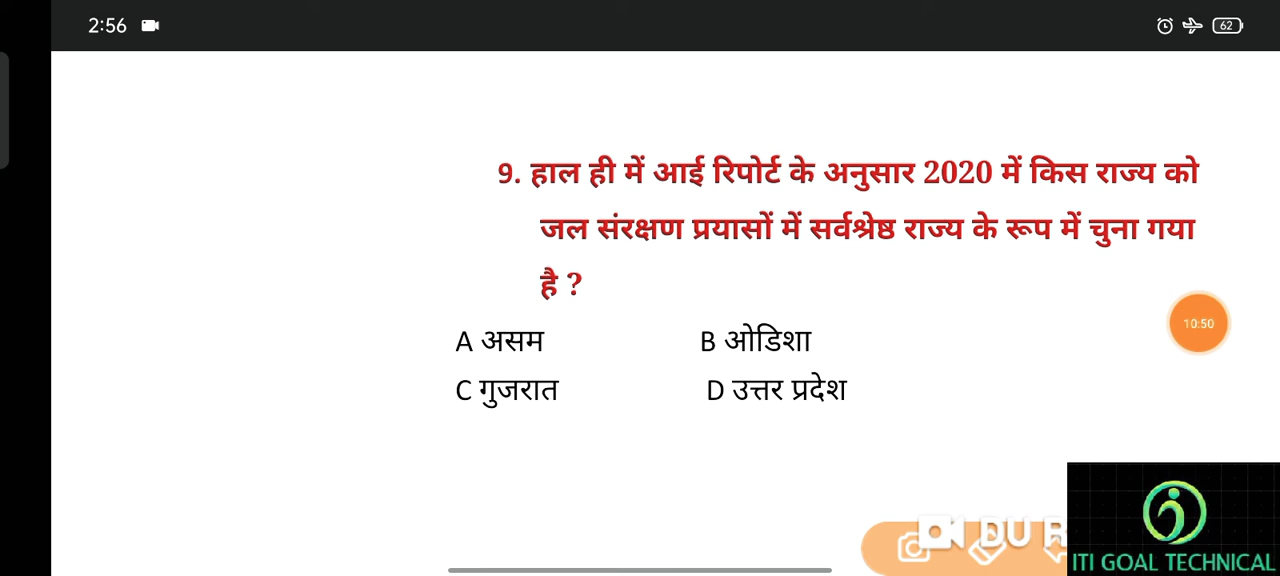 2:56
62
9. हाल ही में आई रिपोर्ट के अनुसार 2020 में किस राज्य को
जल संरक्षण प्रयासों में सर्वश्रेष्ठ राज्य के रूप में चुना गया
है ?
10:50
A असम B ओडिशा
C गुजरात D उत्तर प्रदेश
DU R
ITI GOAL TECHNICAL